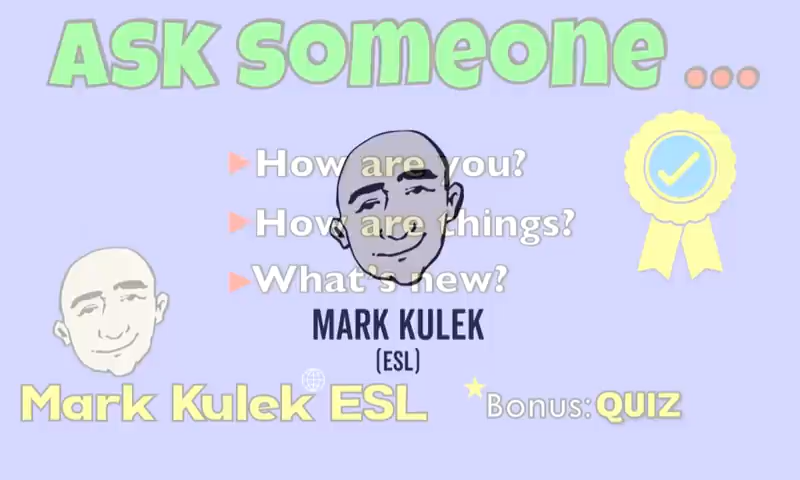 Ask someone ...
How are you?
How are things?
What's new?
MARK KULEK
(ESL)
Mark Kulek ESL
Bonus: QUIZ